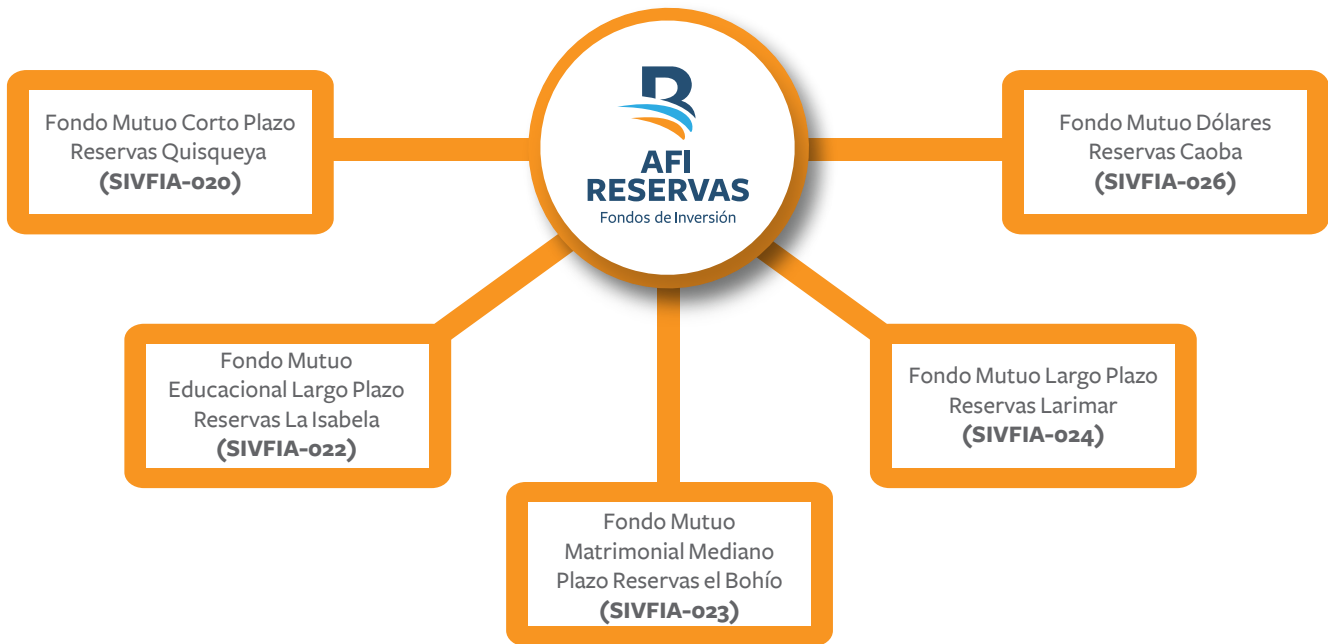 Fondo Mutuo Corto Plazo
Reservas Quisqueya
(SIVFIA-020)
AFI
RESERVAS
Fondos de Inversión
Fondo Mutuo Dólares
Reservas Caoba
(SIVFIA-026)
Fondo Mutuo
Educacional Largo Plazo
Reservas La Isabela
(SIVFIA-022)
Fondo Mutuo Largo Plazo
Reservas Larimar
(SIVFIA-024)
Fondo Mutuo
Matrimonial Mediano
Plazo Reservas el Bohío
(SIVFIA-023)